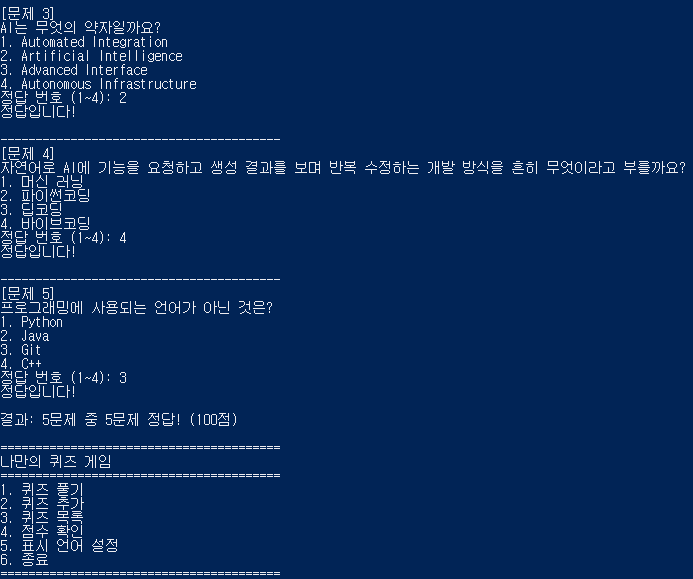 [문제 3]
AI는 무엇의 약자일까요?
1. Automated Integration
2. Artificial Intelligence
3. Advanced Interface
4. Autonomous Infrastructure
정답 번호 (1~4): 2
정답입니다!
----------------------------------------
[문제 4]
자연어로 AI에 기능을 요청하고 생성 결과를 보며 반복 수정하는 개발 방식을 흔히 무엇이라고 부를까요?
1. 머신 러닝
2. 파이썬코딩
3. 딥코딩
4. 바이브코딩
정답 번호 (1~4): 4
정답입니다!
----------------------------------------
[문제 5]
프로그래밍에 사용되는 언어가 아닌 것은?
1. Python
2. Java
3. Git
4. C++
정답 번호 (1~4): 3
정답입니다!
결과: 5문제 중 5문제 정답! (100점)
========================================
나만의 퀴즈 게임
========================================
1. 퀴즈 풀기
2. 퀴즈 추가
3. 퀴즈 목록
4. 점수 확인
5. 표시 언어 설정
6. 종료
========================================